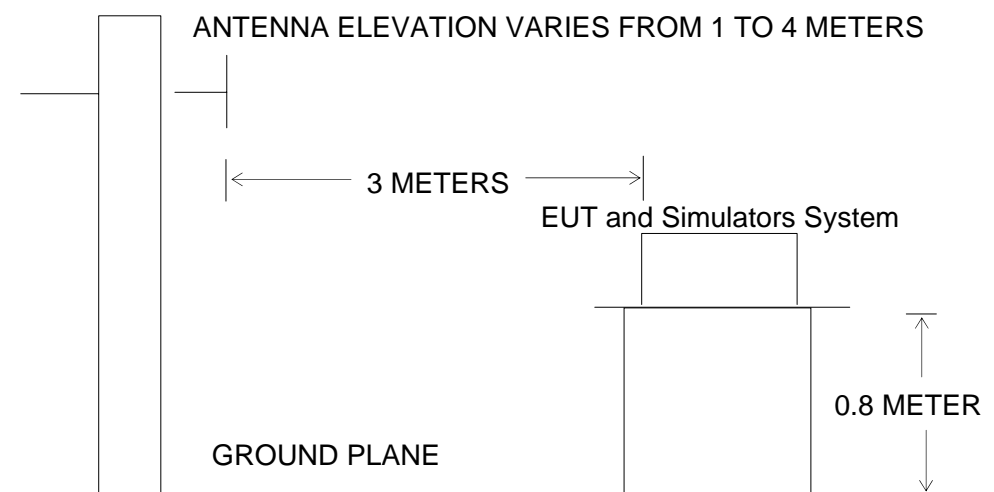 ANTENNA ELEVATION VARIES FROM 1 TO 4 METERS
3 METERS
EUT and Simulators System
0.8 METER
GROUND PLANE